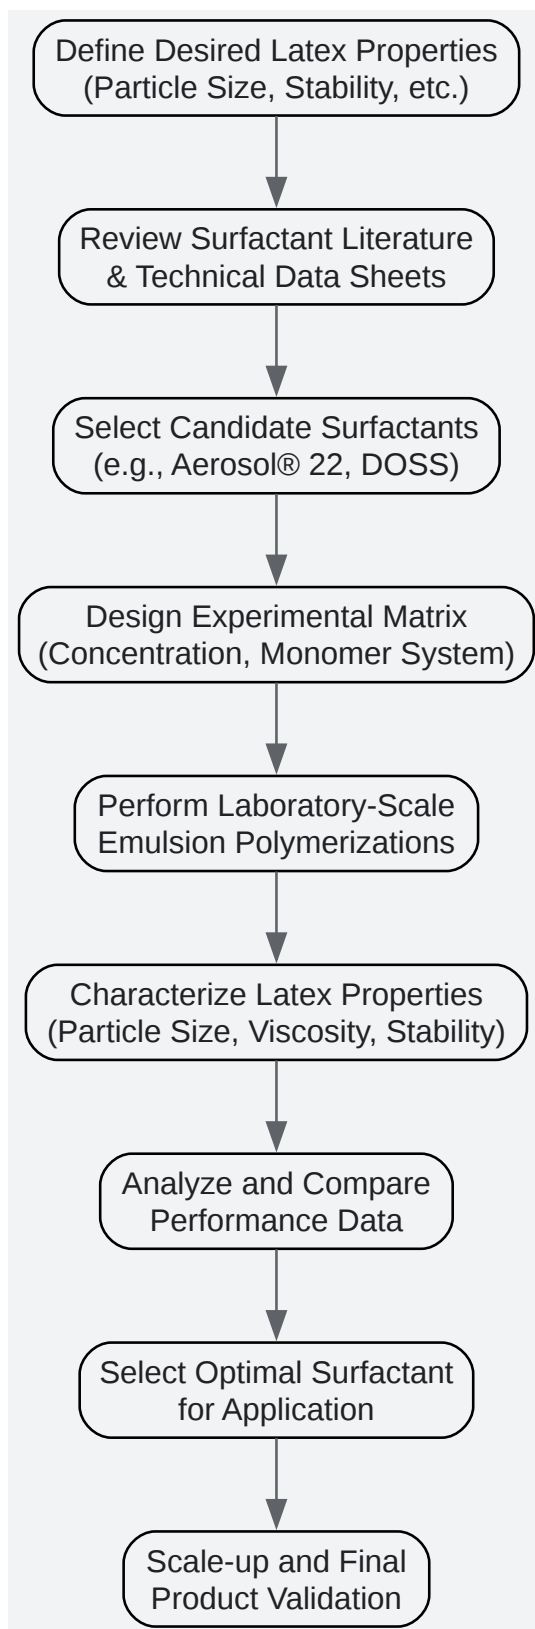 Define Desired Latex Properties
(Particle Size, Stability, etc.)
Review Surfactant Literature
& Technical Data Sheets
Select Candidate Surfactants
(e.g., Aerosol® 22, DOSS)
Design Experimental Matrix
(Concentration, Monomer System)
Perform Laboratory-Scale
Emulsion Polymerizations
Characterize Latex Properties
(Particle Size, Viscosity, Stability)
Analyze and Compare
Performance Data
Select Optimal Surfactant
for Application
Scale-up and Final
Product Validation